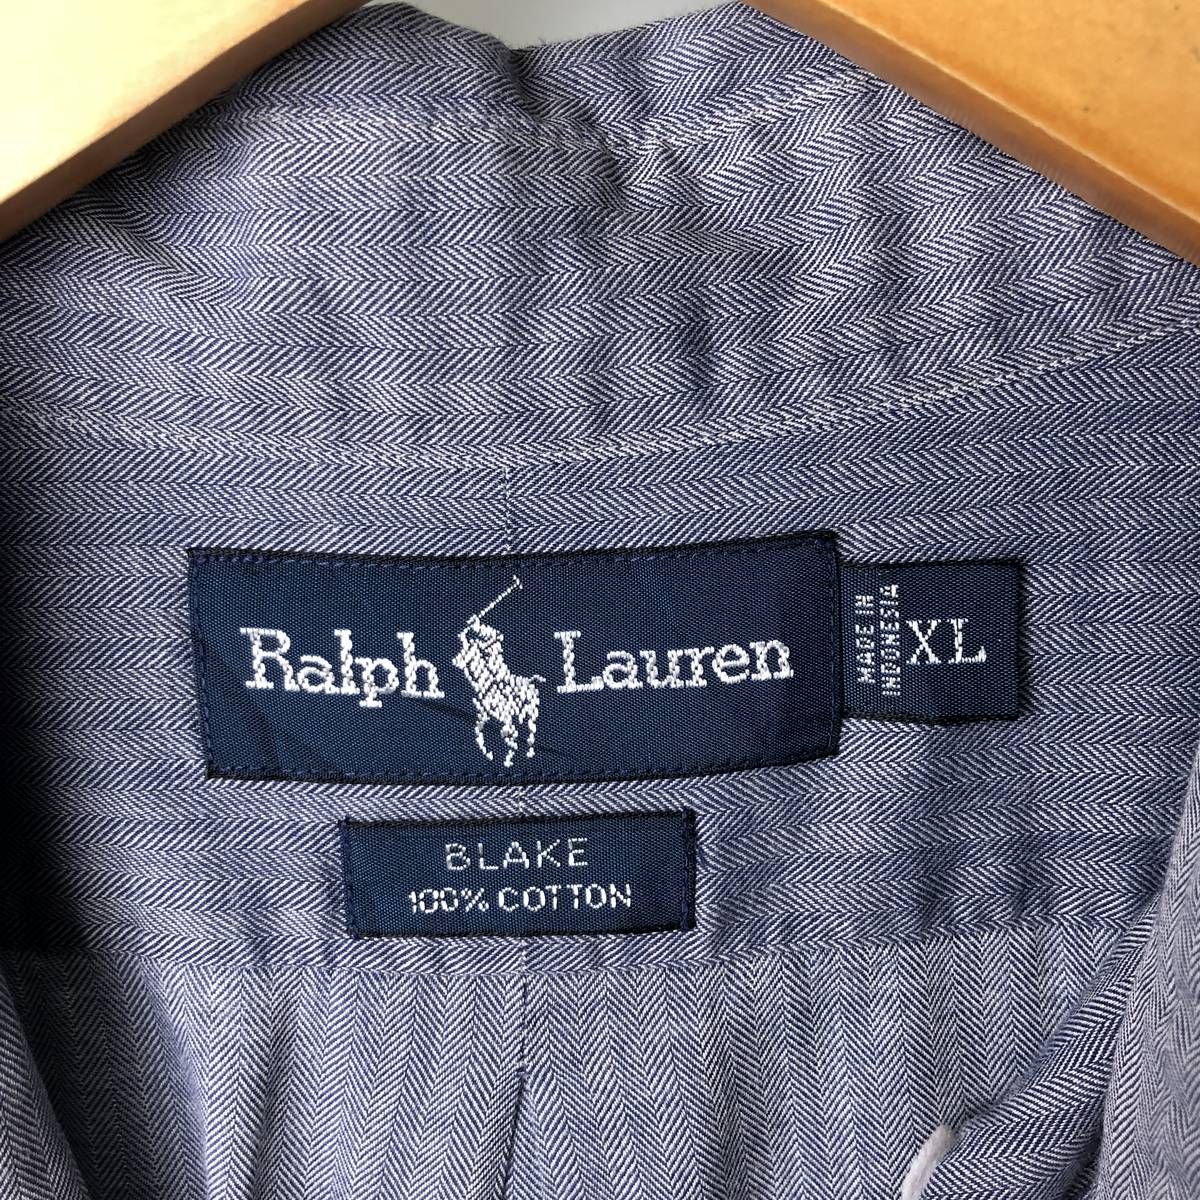 Ralph Lauren
MADE IN
INDONESIA
XL
BLAKE
100% COTTON